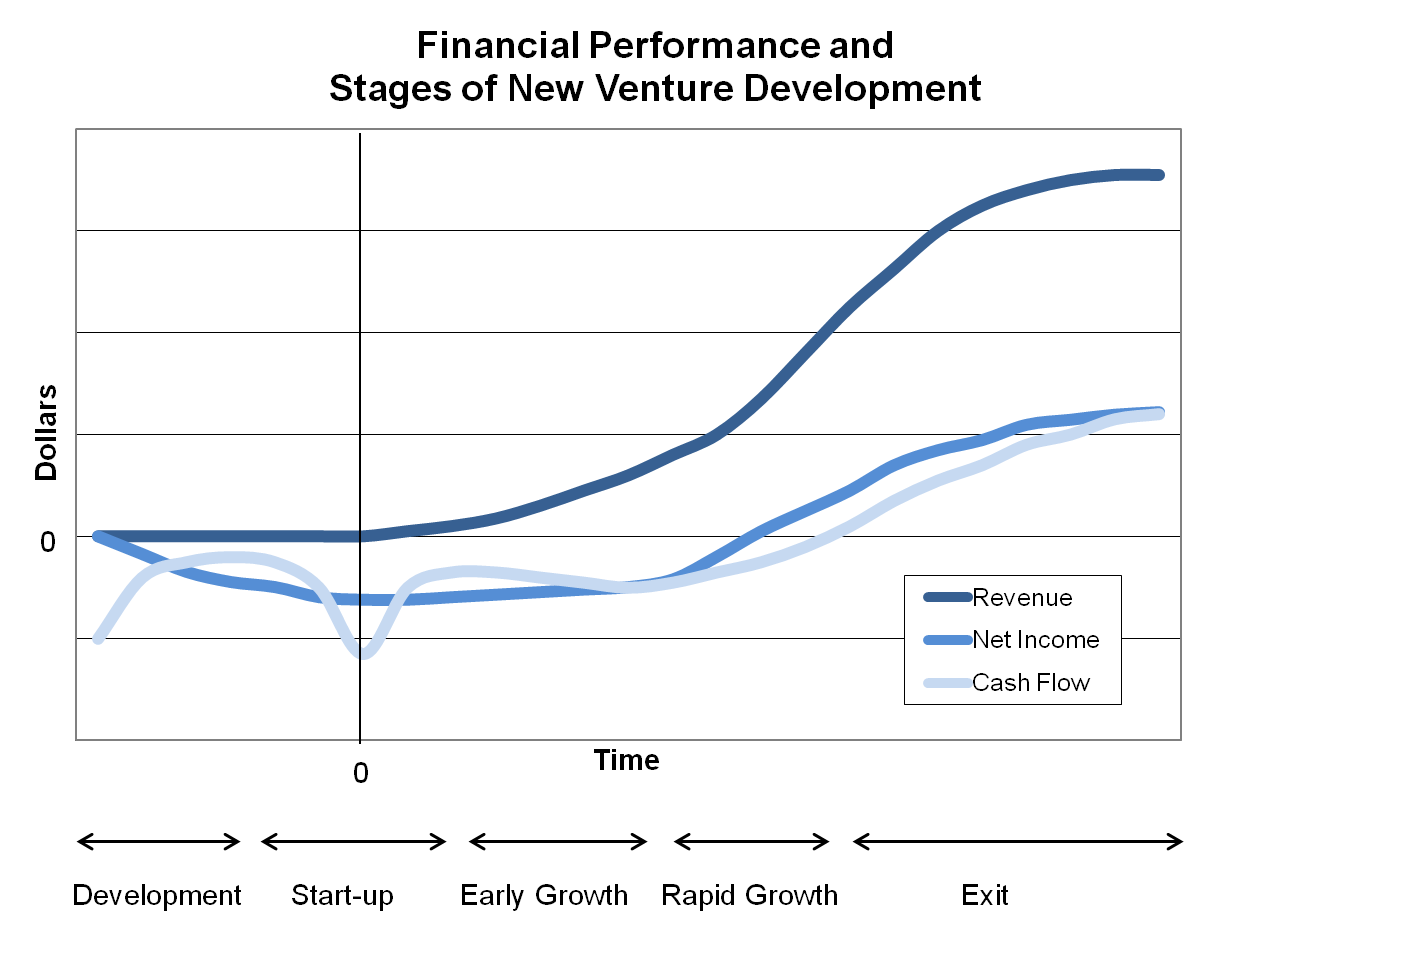 Financial Performance and
Stages of New Venture Development
Dollars
0
Revenue
Net Income
Cash Flow
Time
0
Development
Start-up
Early Growth
Rapid Growth
Exit